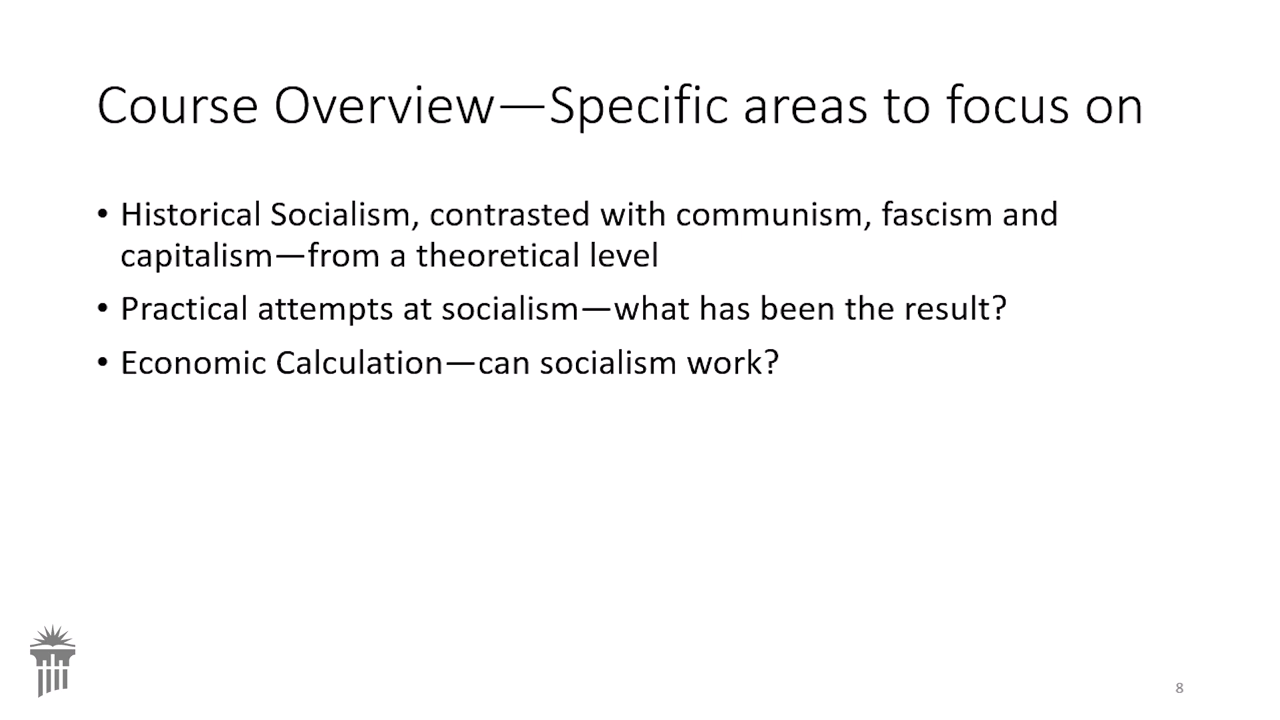 Course Overview—Specific areas to focus on
• Historical Socialism, contrasted with communism, fascism and
capitalism—from a theoretical level
• Practical attempts at socialism—what has been the result?
• Economic Calculation—can socialism work?
8